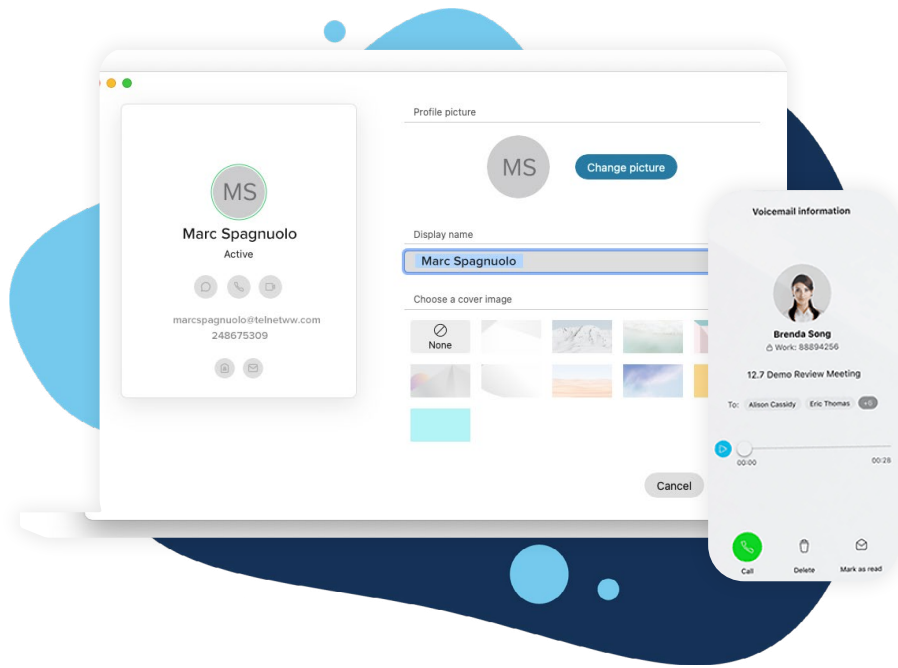 MS
Marc Spagnuolo
Active
marcspagnuolo@telnetww.com
248675309
Profile picture
MS
Change picture
Display name
Marc Spagnuolo
Choose a cover image
None
Cancel
Voicemail information
Brenda Song
Work: 88894256
12.7 Demo Review Meeting
To: Alison Cassidy Eric Thomas +6
00:00 00:28
Call Delete Mark as read